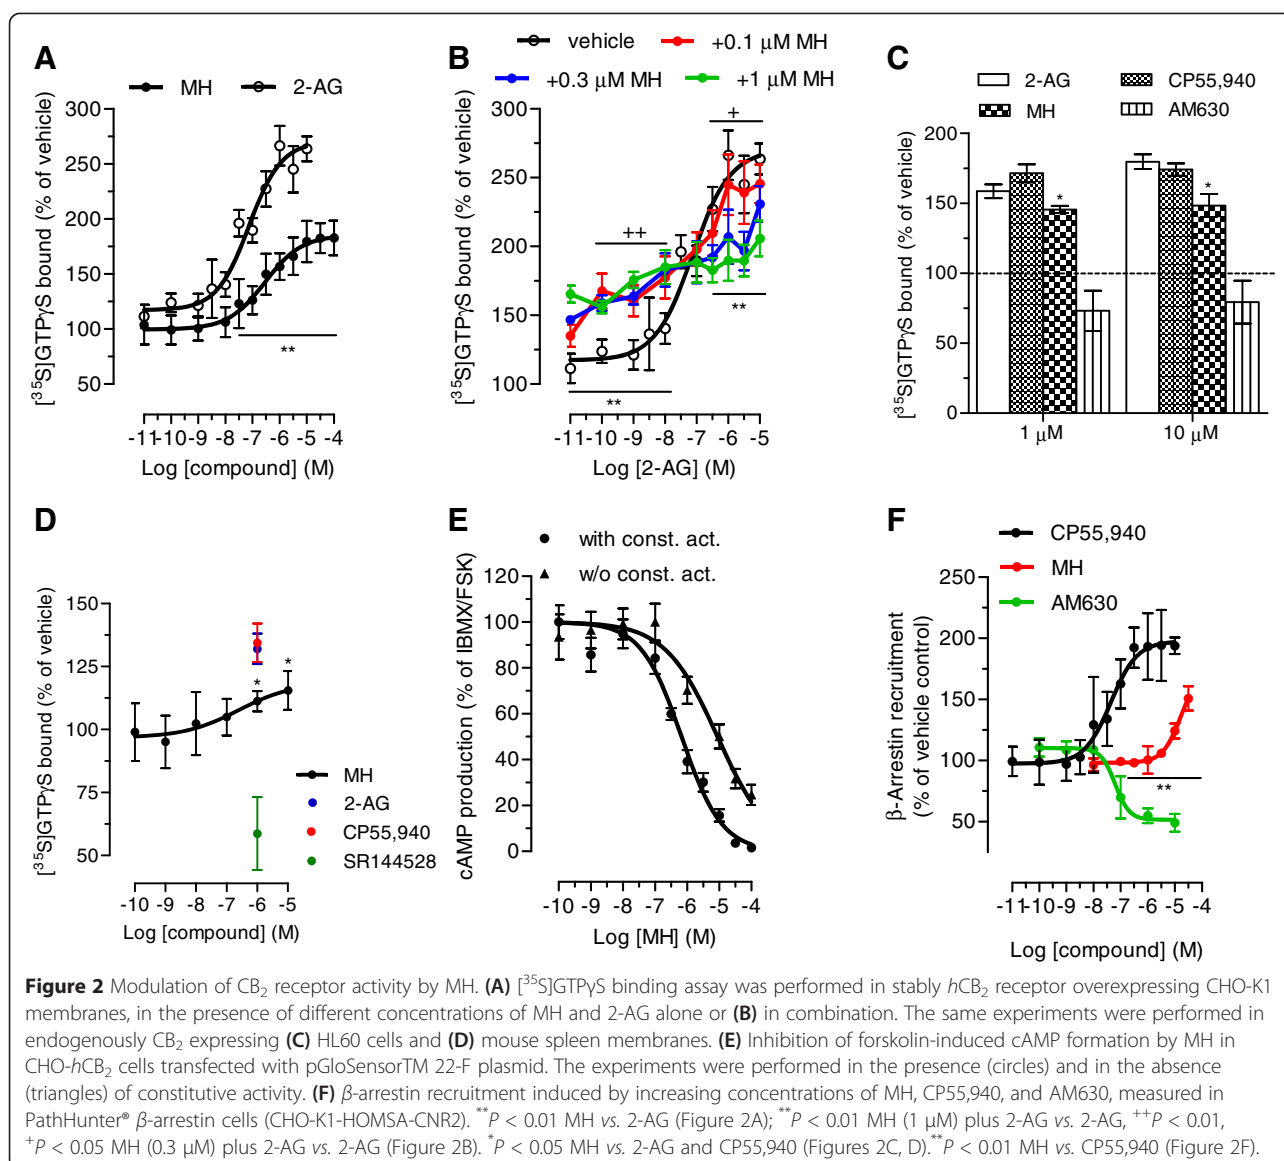 A
MH 2-AG
[³⁵S]GTPγS bound (% of vehicle)
300
250
200
150
100
50
**
-11 -10 -9 -8 -7 -6 -5 -4
Log [compound] (M)
B
vehicle +0.1 µM MH
+0.3 µM MH +1 µM MH
[³⁵S]GTPγS bound (% of vehicle)
300
250
200
150
100
+
++
**
**
-11 -10 -9 -8 -7 -6 -5
Log [2-AG] (M)
C
2-AG CP55,940
MH AM630
[³⁵S]GTPγS bound (% of vehicle)
200
150
100
50
0
*
*
1 µM 10 µM
D
[³⁵S]GTPγS bound (% of vehicle)
150
125
100
75
50
*
*
MH
2-AG
CP55,940
SR144528
-10 -9 -8 -7 -6 -5
Log [compound] (M)
E
with const. act.
w/o const. act.
cAMP production (% of IBMX/FSK)
120
100
80
60
40
20
0
-10 -9 -8 -7 -6 -5 -4
Log [MH] (M)
F
CP55,940
MH
AM630
β-Arrestin recruitment
(% of vehicle control)
250
200
150
100
50
**
-11 -10 -9 -8 -7 -6 -5 -4
Log [compound] (M)
Figure 2 Modulation of CB₂ receptor activity by MH. (A) [³⁵S]GTPγS binding assay was performed in stably hCB₂ receptor overexpressing CHO-K1
membranes, in the presence of different concentrations of MH and 2-AG alone or (B) in combination. The same experiments were performed in
endogenously CB₂ expressing (C) HL60 cells and (D) mouse spleen membranes. (E) Inhibition of forskolin-induced cAMP formation by MH in
CHO-hCB₂ cells transfected with pGloSensorTM 22-F plasmid. The experiments were performed in the presence (circles) and in the absence
(triangles) of constitutive activity. (F) β-arrestin recruitment induced by increasing concentrations of MH, CP55,940, and AM630, measured in
PathHunter® β-arrestin cells (CHO-K1-HOMSA-CNR2). **P < 0.01 MH vs. 2-AG (Figure 2A); **P < 0.01 MH (1 µM) plus 2-AG vs. 2-AG, ++P < 0.01,
+P < 0.05 MH (0.3 µM) plus 2-AG vs. 2-AG (Figure 2B). *P < 0.05 MH vs. 2-AG and CP55,940 (Figures 2C, D).**P < 0.01 MH vs. CP55,940 (Figure 2F).